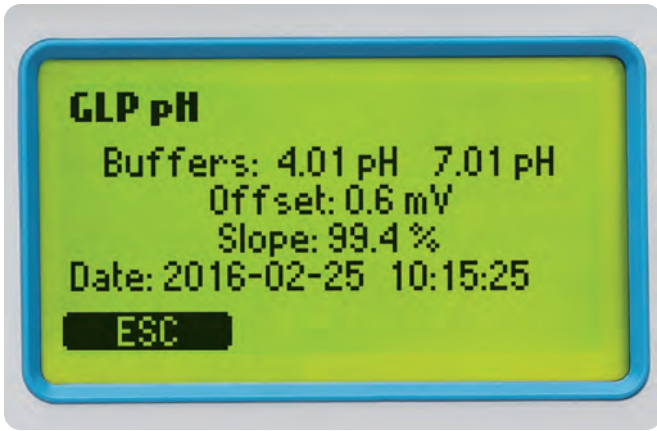 GLP pH
Buffers: 4.01 pH 7.01 pH
Offset: 0.6 mV
Slope: 99.4 %
Date: 2016-02-25 10:15:25
ESC